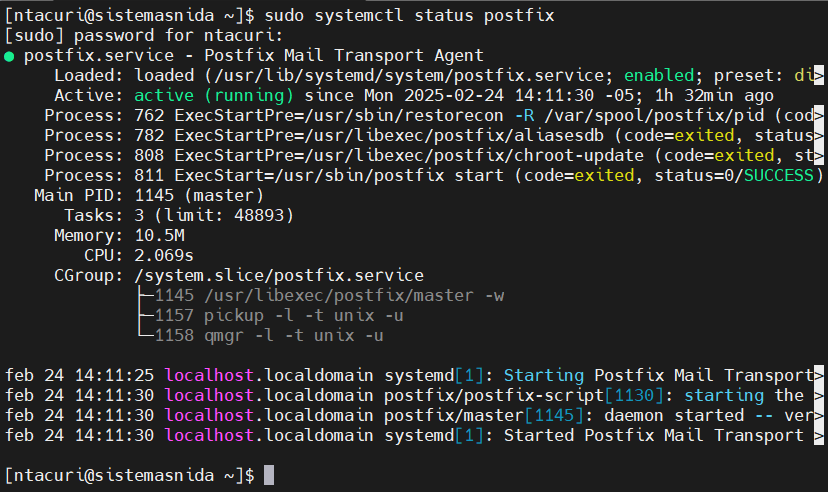 [ntacuri@sistemasnida ~]$ sudo systemctl status postfix
[sudo] password for ntacuri:
● postfix.service - Postfix Mail Transport Agent
     Loaded: loaded (/usr/lib/systemd/system/postfix.service; enabled; preset: di>
     Active: active (running) since Mon 2025-02-24 14:11:30 -05; 1h 32min ago
    Process: 762 ExecStartPre=/usr/sbin/restorecon -R /var/spool/postfix/pid (cod>
    Process: 782 ExecStartPre=/usr/libexec/postfix/aliasesdb (code=exited, status>
    Process: 808 ExecStartPre=/usr/libexec/postfix/chroot-update (code=exited, st>
    Process: 811 ExecStart=/usr/sbin/postfix start (code=exited, status=0/SUCCESS)
   Main PID: 1145 (master)
      Tasks: 3 (limit: 48893)
     Memory: 10.5M
        CPU: 2.069s
     CGroup: /system.slice/postfix.service
             ├─1145 /usr/libexec/postfix/master -w
             ├─1157 pickup -l -t unix -u
             └─1158 qmgr -l -t unix -u
feb 24 14:11:25 localhost.localdomain systemd[1]: Starting Postfix Mail Transport>
feb 24 14:11:30 localhost.localdomain postfix/postfix-script[1130]: starting the >
feb 24 14:11:30 localhost.localdomain postfix/master[1145]: daemon started -- ver>
feb 24 14:11:30 localhost.localdomain systemd[1]: Started Postfix Mail Transport >
[ntacuri@sistemasnida ~]$